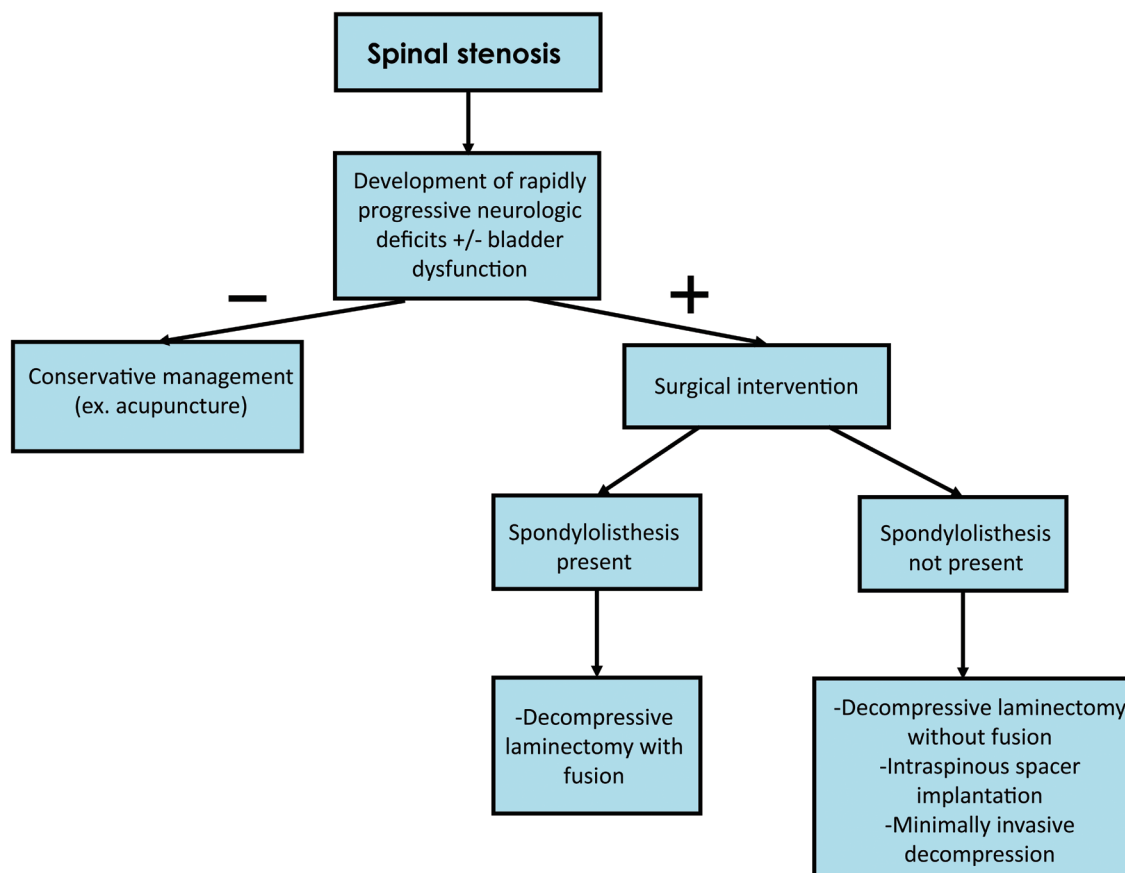 Spinal stenosis
Development of rapidly
progressive neurologic
deficits +/- bladder
dysfunction
−
+
Conservative management
(ex. acupuncture)
Surgical intervention
Spondylolisthesis
present
Spondylolisthesis
not present
-Decompressive
laminectomy with
fusion
-Decompressive laminectomy
without fusion
-Intraspinous spacer
implantation
-Minimally invasive
decompression